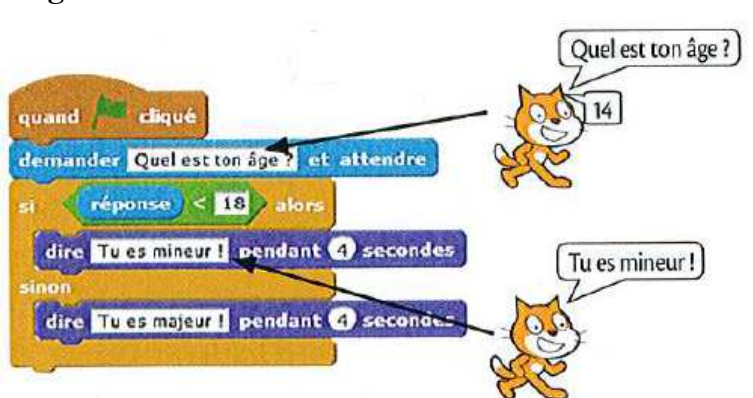 quand cliqué
demander Quel est ton âge ? et attendre
si réponse < 18 alors
dire Tu es mineur ! pendant 4 secondes
sinon
dire Tu es majeur ! pendant 4 secondes
Quel est ton âge ?
14
Tu es mineur !